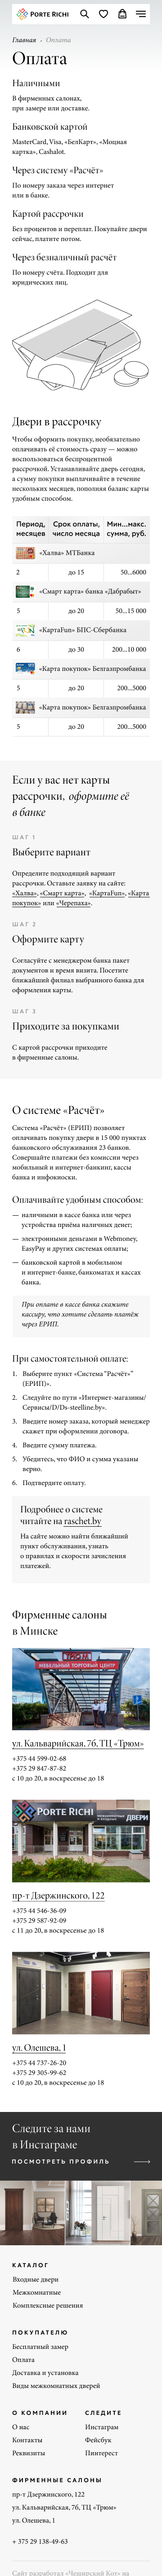 PORTE RICHI
Главная • Оплата
Оплата
Наличными
В фирменных салонах,
при замере или доставке.
Банковской картой
MasterCard, Visa, «БелКарт», «Моцная
картка», Cashalot.
Через систему «Расчёт»
По номеру заказа через интернет
или в банке.
Картой рассрочки
Без процентов и переплат. Покупайте двери
сейчас, платите потом.
Через безналичный расчёт
По номеру счёта. Подходит для
юридических лиц.
Двери в рассрочку
Чтобы оформить покупку, необязательно
оплачивать её стоимость сразу — можно
воспользоваться беспроцентной
рассрочкой. Устанавливайте дверь сегодня,
а сумму покупки выплачивайте в течение
нескольких месяцев, пополняя баланс карты
удобным способом.
Период, Срок оплаты, Мин...макс.
месяцев число месяца сумма, руб.
«Халва» МТБанка
2 до 15 50...6000
«Смарт карта» банка «Дабрабыт»
5 до 20 50...15 000
«КартаFun» БПС-Сбербанка
6 до 30 200...10 000
«Карта покупок» Белгазпромбанка
5 до 20 200...5000
«Карта покупок» Белгазпромбанка
5 до 20 200...5000
Если у вас нет карты
рассрочки, оформите её
в банке
ШАГ 1
Выберите вариант
Определите подходящий вариант
рассрочки. Оставьте заявку на сайте:
«Халва», «Смарт карта», «КартаFun», «Карта
покупок» или «Черепаха».
ШАГ 2
Оформите карту
Согласуйте с менеджером банка пакет
документов и время визита. Посетите
ближайший филиал выбранного банка для
оформления карты.
ШАГ 3
Приходите за покупками
С картой рассрочки приходите
в фирменные салоны.
О системе «Расчёт»
Система «Расчёт» (ЕРИП) позволяет
оплачивать покупку двери в 15 000 пунктах
банковского обслуживания 23 банков.
Совершайте платежи без комиссии через
мобильный и интернет-банкинг, кассы
банка и инфокиоски.
Оплачивайте удобным способом:
— наличными в кассе банка или через
устройства приёма наличных денег;
— электронными деньгами в Webmoney,
EasyPay и других системах оплаты;
— банковской картой в мобильном
и интернет-банке, банкоматах и кассах
банка.
При оплате в кассе банка скажите
кассиру, что хотите сделать платёж
через ЕРИП.
При самостоятельной оплате:
1. Выберите пункт «Система "Расчёт"
(ЕРИП)».
2. Следуйте по пути «Интернет-магазины/
Сервисы/D/Ds-steelline.by».
3. Введите номер заказа, который менеджер
скажет при оформлении договора.
4. Введите сумму платежа.
5. Убедитесь, что ФИО и сумма указаны
верно.
6. Подтвердите оплату.
Подробнее о системе
читайте на raschet.by
На сайте можно найти ближайший
пункт обслуживания, узнать
о правилах и скорости зачисления
платежей.
Фирменные салоны
в Минске
МЕБЕЛЬНЫЙ ТОРГОВЫЙ ЦЕНТР
ул. Кальварийская, 7б, ТЦ «Трюм»
+375 44 599-02-68
+375 29 847-87-82
с 10 до 20, в воскресенье до 18
PORTE RICHI ДВЕРИ
пр-т Дзержинского, 122
+375 44 546-36-09
+375 29 587-92-09
с 11 до 20, в воскресенье до 18
ул. Олешева, 1
+375 44 737-26-20
+375 29 305-99-62
с 10 до 20, в воскресенье до 18
Следите за нами
в Инстаграме
ПОСМОТРЕТЬ ПРОФИЛЬ
КАТАЛОГ
Входные двери
Межкомнатные
Комплексные решения
ПОКУПАТЕЛЮ
Бесплатный замер
Оплата
Доставка и установка
Виды межкомнатных дверей
О КОМПАНИИ СЛЕДИТЕ
О нас Инстаграм
Контакты Фейсбук
Реквизиты Пинтерест
ФИРМЕННЫЕ САЛОНЫ
пр-т Дзержинского, 122
ул. Кальварийская, 7б, ТЦ «Трюм»
ул. Олешева, 1
+ 375 29 138-49-63
Сайт разработал «Чеширский Кот» на